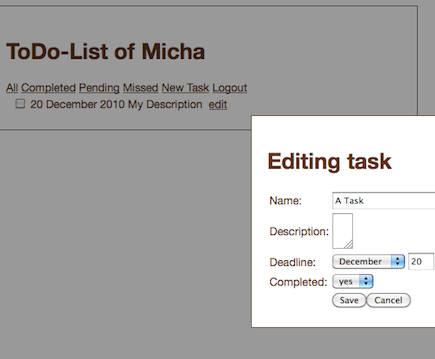 ToDo-List of Micha
All Completed Pending Missed New Task Logout
20 December 2010 My Description edit
Editing task
Name: A Task
Description:
Deadline: December 20
Completed: yes
Save Cancel